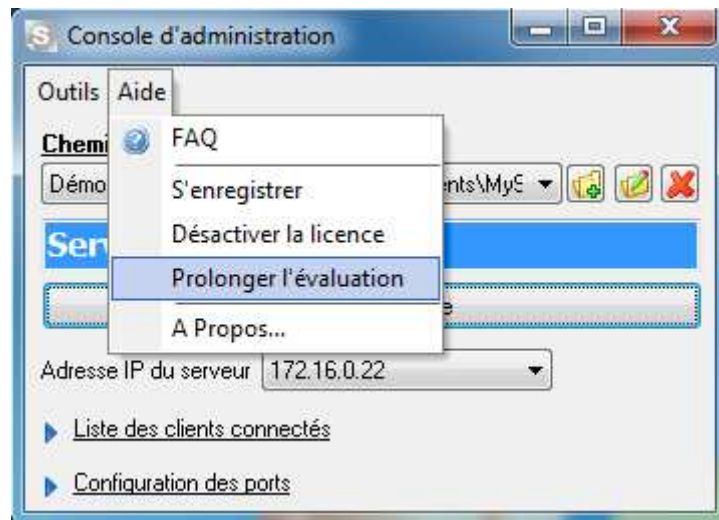 Console d'administration
Outils Aide
FAQ
S'enregistrer
Désactiver la licence
Prolonger l'évaluation
A Propos...
Adresse IP du serveur 172.16.0.22
Liste des clients connectés
Configuration des ports